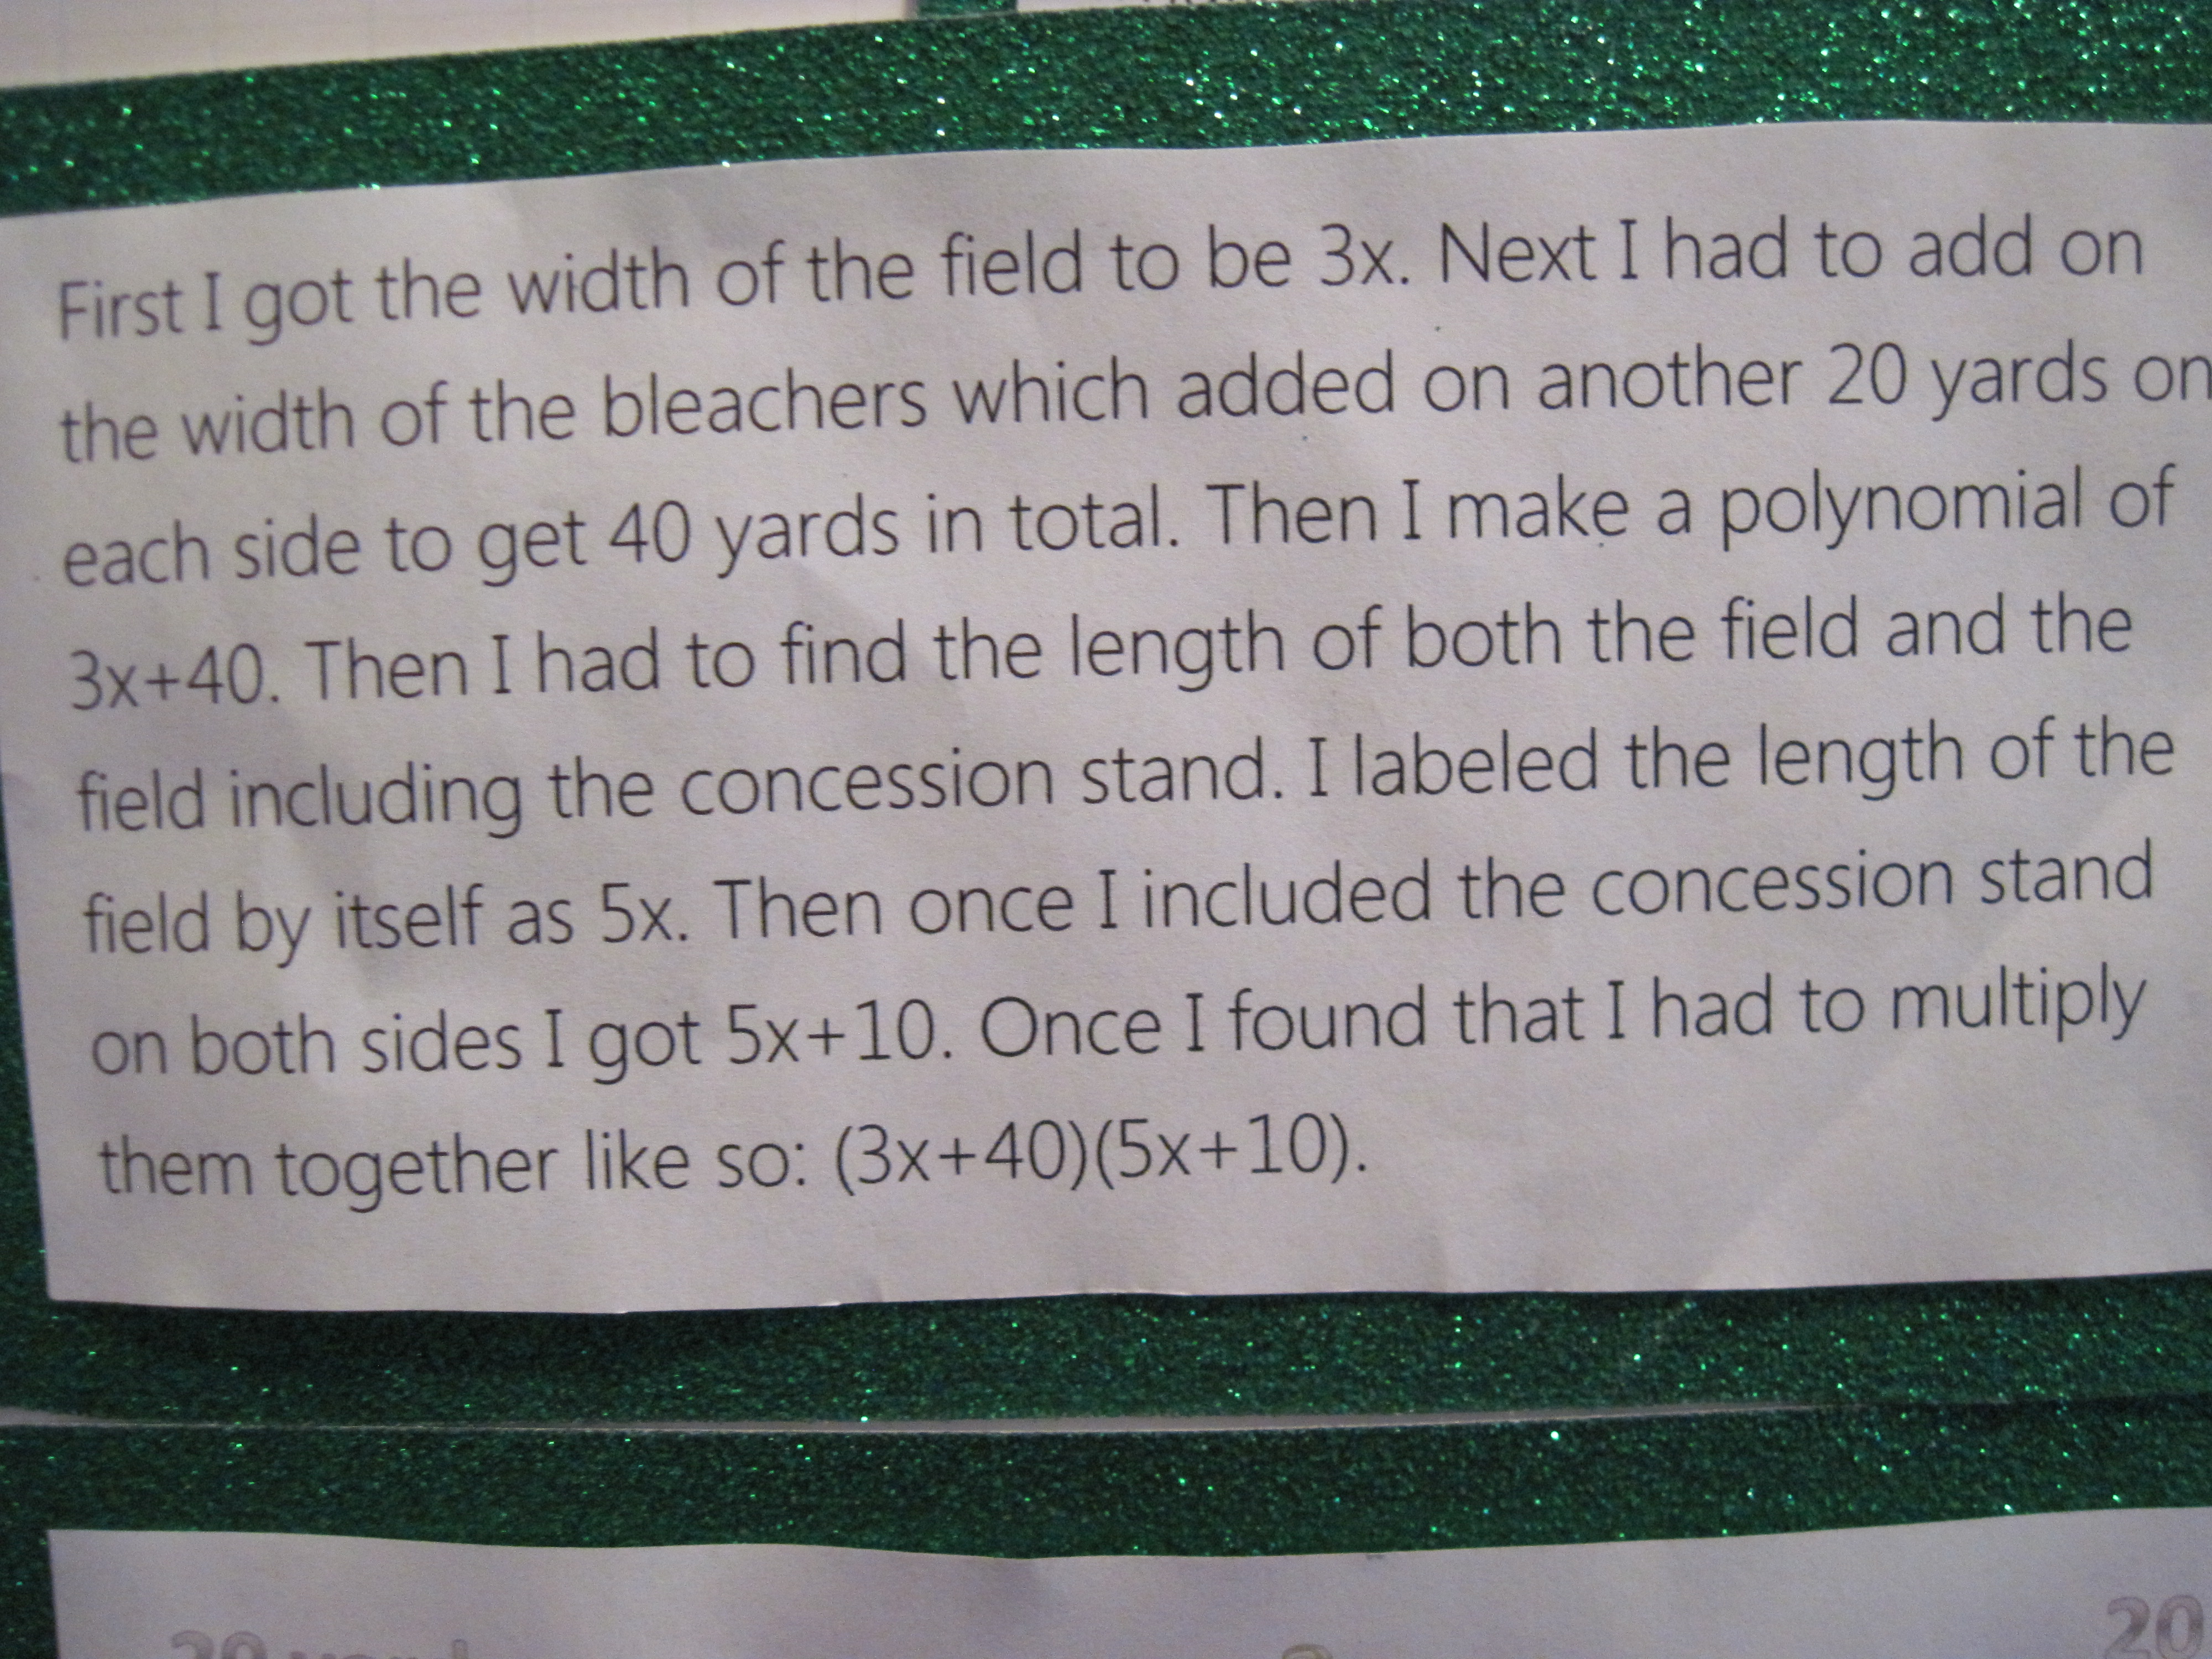 First I got the width of the field to be 3x. Next I had to add on
the width of the bleachers which added on another 20 yards on
each side to get 40 yards in total. Then I make a polynomial of
3x+40. Then I had to find the length of both the field and the
field including the concession stand. I labeled the length of the
field by itself as 5x. Then once I included the concession stand
on both sides I got 5x+10. Once I found that I had to multiply
them together like so: (3x+40)(5x+10).
20